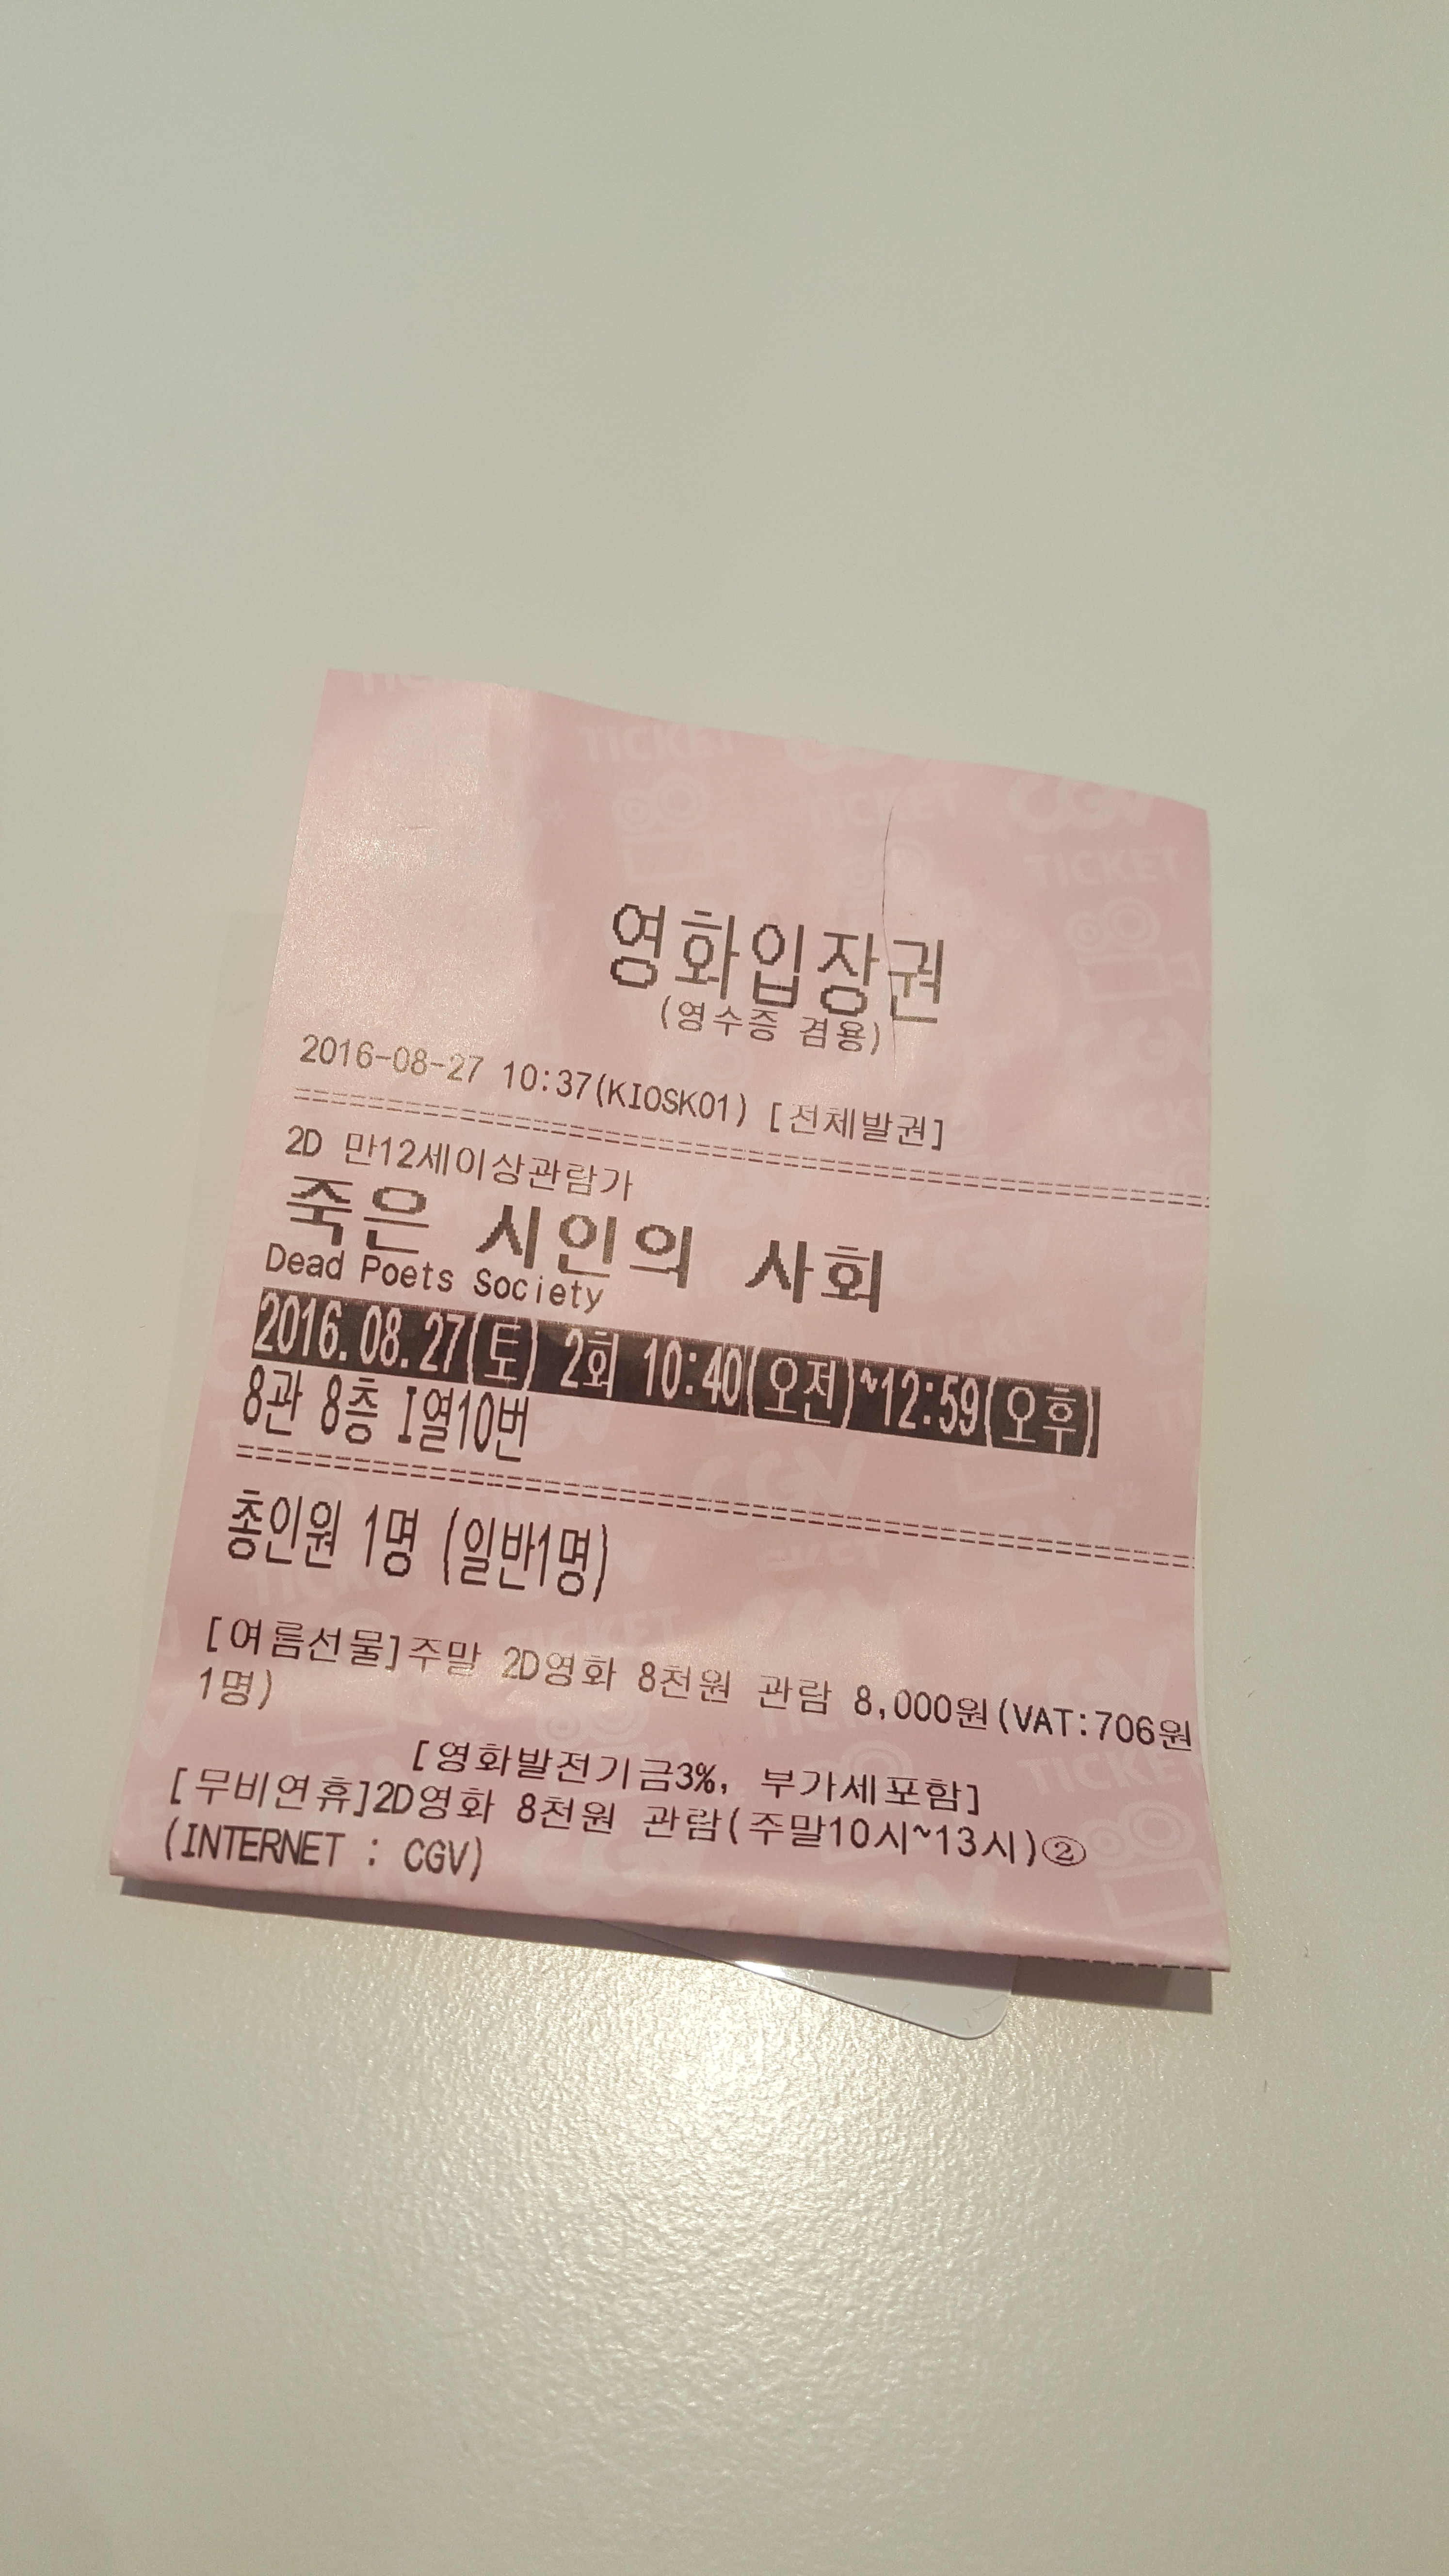 영화입장권
(영수증 겸용)
2016-08-27 10:37(KIOSK01) [전체발권]
================================================
2D 만12세이상관람가
죽은 시인의 사회
Dead Poets Society
2016.08.27(토) 2회 10:40(오전)~12:59(오후)
8관 8층 I열10번
================================================
총인원 1명 (일반1명)
[여름선물]주말 2D영화 8천원 관람 8,000원(VAT:706원
1명)
[영화발전기금3%, 부가세포함]
[무비연휴]2D영화 8천원 관람(주말10시~13시)②
(INTERNET : CGV)